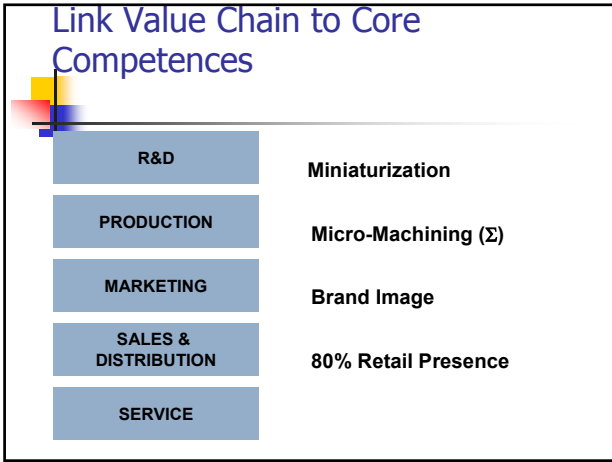 Link Value Chain to Core
Competences
R&D
Miniaturization
PRODUCTION
Micro-Machining (Σ)
MARKETING
Brand Image
SALES &
DISTRIBUTION
80% Retail Presence
SERVICE